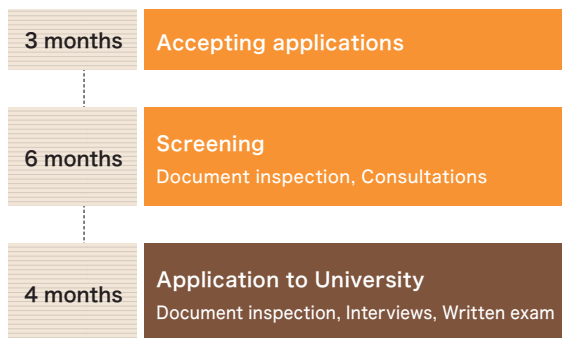 3 months
Accepting applications
6 months
Screening
Document inspection, Consultations
4 months
Application to University
Document inspection, Interviews, Written exam